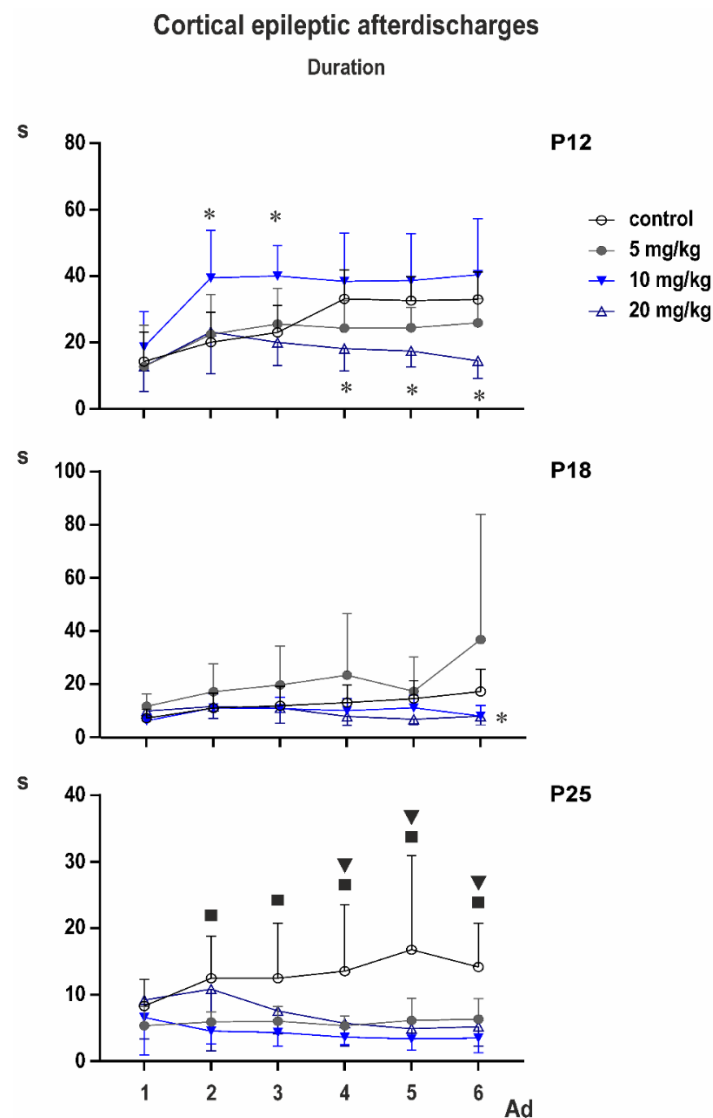 Cortical epileptic afterdischarges
Duration
s
P12
80
60
40
20
0
* *
* * *
control
5 mg/kg
10 mg/kg
20 mg/kg
s
P18
100
80
60
40
20
0
*
s
P25
40
30
20
10
0
1 2 3 4 5 6
Ad